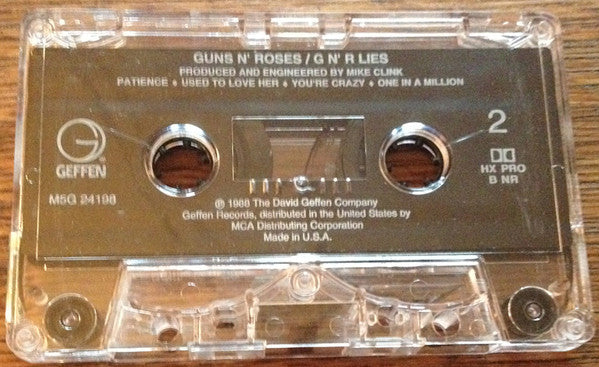 GUNS N' ROSES / G N' R LIES
PRODUCED AND ENGINEERED BY MIKE CLINK
PATIENCE ♦ USED TO LOVE HER ♦ YOU'RE CRAZY ♦ ONE IN A MILLION
2
G
GEFFEN®
HX PRO
B NR
M5G 24198
℗ 1988 The David Geffen Company
Geffen Records, distributed in the United States by
MCA Distributing Corporation
Made in U.S.A.